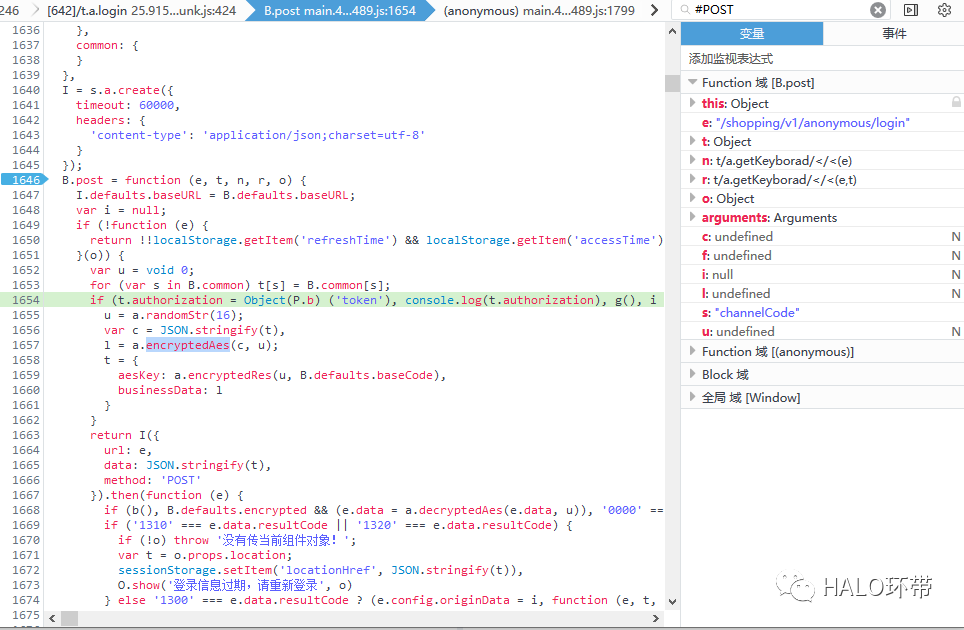 246 [642]/t.a.login 25.915...unk.js:424 B.post main.4...489.js:1654 (anonymous) main.4...489.js:1799 #POST
1636 },
1637 common: {
1638 }
1639 },
1640 I = s.a.create({
1641 timeout: 60000,
1642 headers: {
1643 'content-type': 'application/json;charset=utf-8'
1644 }
1645 });
1646 B.post = function (e, t, n, r, o) {
1647 I.defaults.baseURL = B.defaults.baseURL;
1648 var i = null;
1649 if (!function (e) {
1650 return !!localStorage.getItem('refreshTime') && localStorage.getItem('accessTime')
1651 }(o)) {
1652 var u = void 0;
1653 for (var s in B.common) t[s] = B.common[s];
1654 if (t.authorization = Object(P.b) ('token'), console.log(t.authorization), g(), i
1655 u = a.randomStr(16);
1656 var c = JSON.stringify(t),
1657 l = a.encryptedAes(c, u);
1658 t = {
1659 aesKey: a.encryptedRes(u, B.defaults.baseCode),
1660 businessData: l
1661 }
1662 }
1663 return I({
1664 url: e,
1665 data: JSON.stringify(t),
1666 method: 'POST'
1667 }).then(function (e) {
1668 if (b(), B.defaults.encrypted && (e.data = a.decryptedAes(e.data, u)), '0000' ==
1669 if ('1310' === e.data.resultCode || '1320' === e.data.resultCode) {
1670 if (!o) throw '没有传当前组件对象! ';
1671 var t = o.props.location;
1672 sessionStorage.setItem('locationHref', JSON.stringify(t)),
1673 O.show('登录信息过期，请重新登录', o)
1674 } else '1300' === e.data.resultCode ? (e.config.originData = i, function (e, t,
1675
变量 事件
添加监视表达式
Function 域 [B.post]
this: Object
e: "/shopping/v1/anonymous/login"
t: Object
n: t/a.getKeyborad/</<(e)
r: t/a.getKeyborad/</<(e,t)
o: Object
arguments: Arguments
c: undefined N
f: undefined N
i: null N
l: undefined N
s: "channelCode"
u: undefined N
Function 域 [(anonymous)]
Block 域
全局 域 [Window]
HALO环带